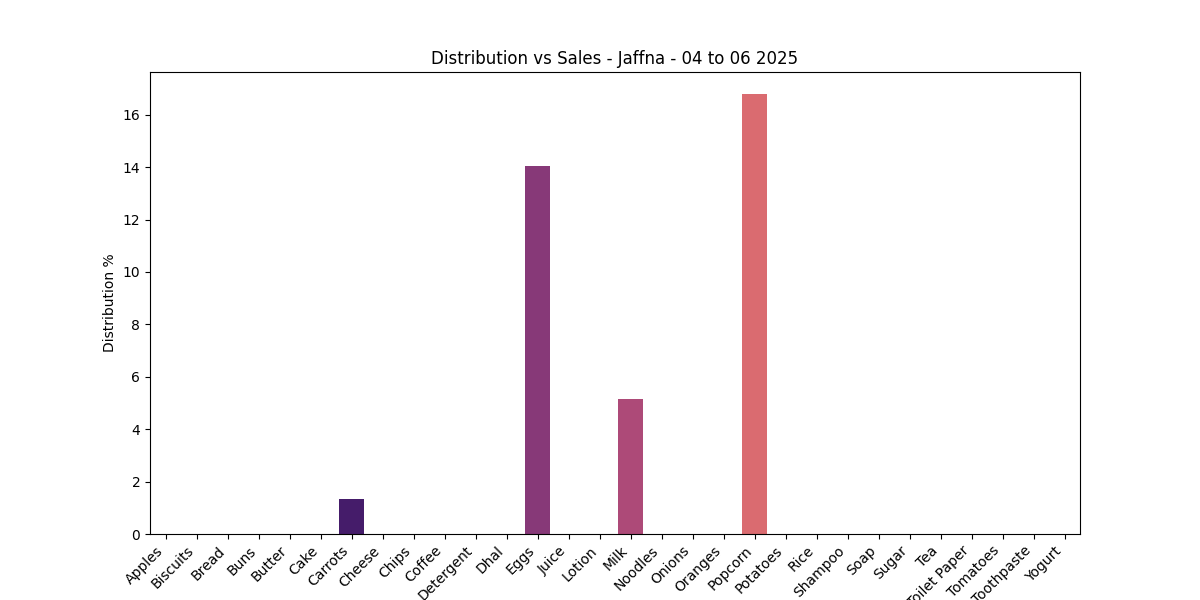 Distribution vs Sales - Jaffna - 04 to 06 2025
Distribution %
16
14
12
10
8
6
4
2
0
Apples
Biscuits
Bread
Buns
Butter
Cake
Carrots
Cheese
Chips
Coffee
Detergent
Dhal
Eggs
Juice
Lotion
Milk
Noodles
Onions
Oranges
Popcorn
Potatoes
Rice
Shampoo
Soap
Sugar
Tea
Toilet Paper
Tomatoes
Toothpaste
Yogurt